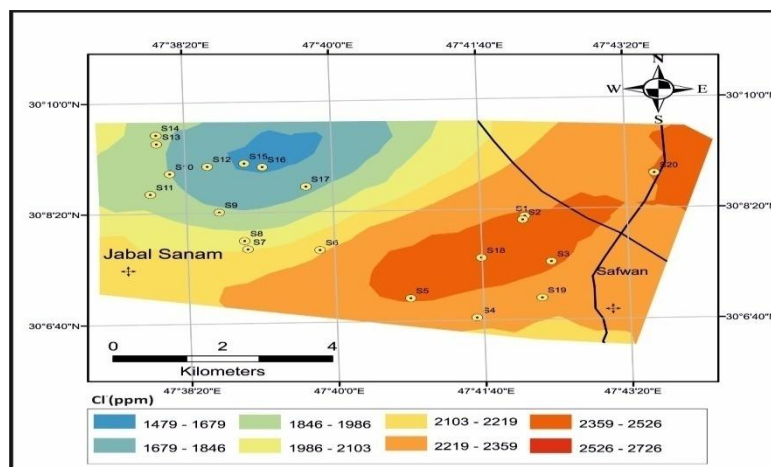 47°38'20"E 47°40'0"E 47°41'40"E 47°43'20"E
N
W E
S
30°10'0"N 30°10'0"N
S14
S13
S12 S15
S16
S10
S17
S20
S11
S9
30°8'20"N 30°8'20"N
S1
S2
S8
S7
S6
S18
S3
Jabal Sanam
Safwan
S5
S19
S4
30°6'40"N 30°6'40"N
0 2 4
Kilometers
47°38'20"E 47°40'0"E 47°41'40"E 47°43'20"E
Cl (ppm)
1479 - 1679 1846 - 1986 2103 - 2219 2359 - 2526
1679 - 1846 1986 - 2103 2219 - 2359 2526 - 2726